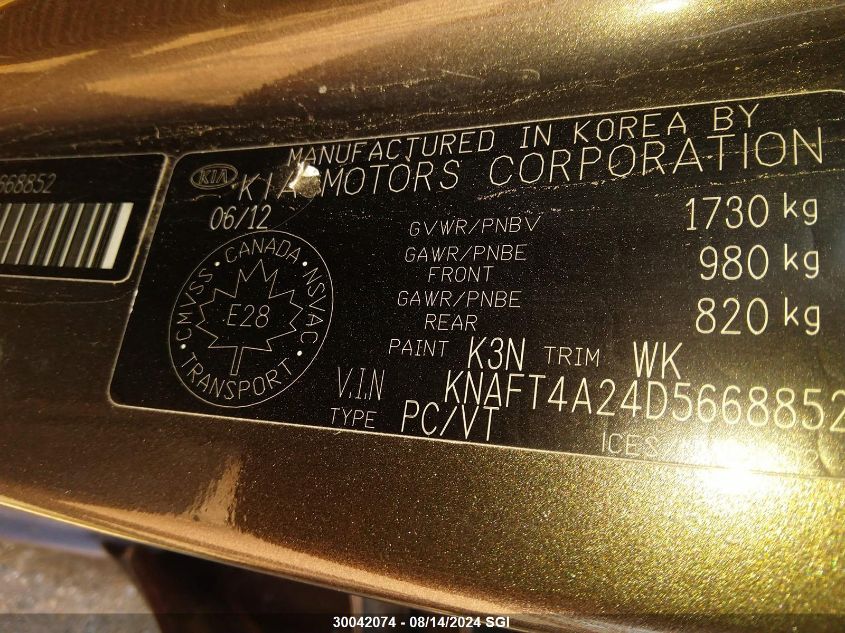 668852
MANUFACTURED IN KOREA BY
KIA KIA MOTORS CORPORATION
06/12
GVWR/PNBV 1730 kg
GAWR/PNBE FRONT 980 kg
GAWR/PNBE REAR 820 kg
CANADA • NSVAC • TRANSPORT • CMVSS •
E28
PAINT K3N TRIM WK
V.I.N KNAFT4A24D5668852
TYPE PC/VT
ICES
30042074 - 08/14/2024 SGI